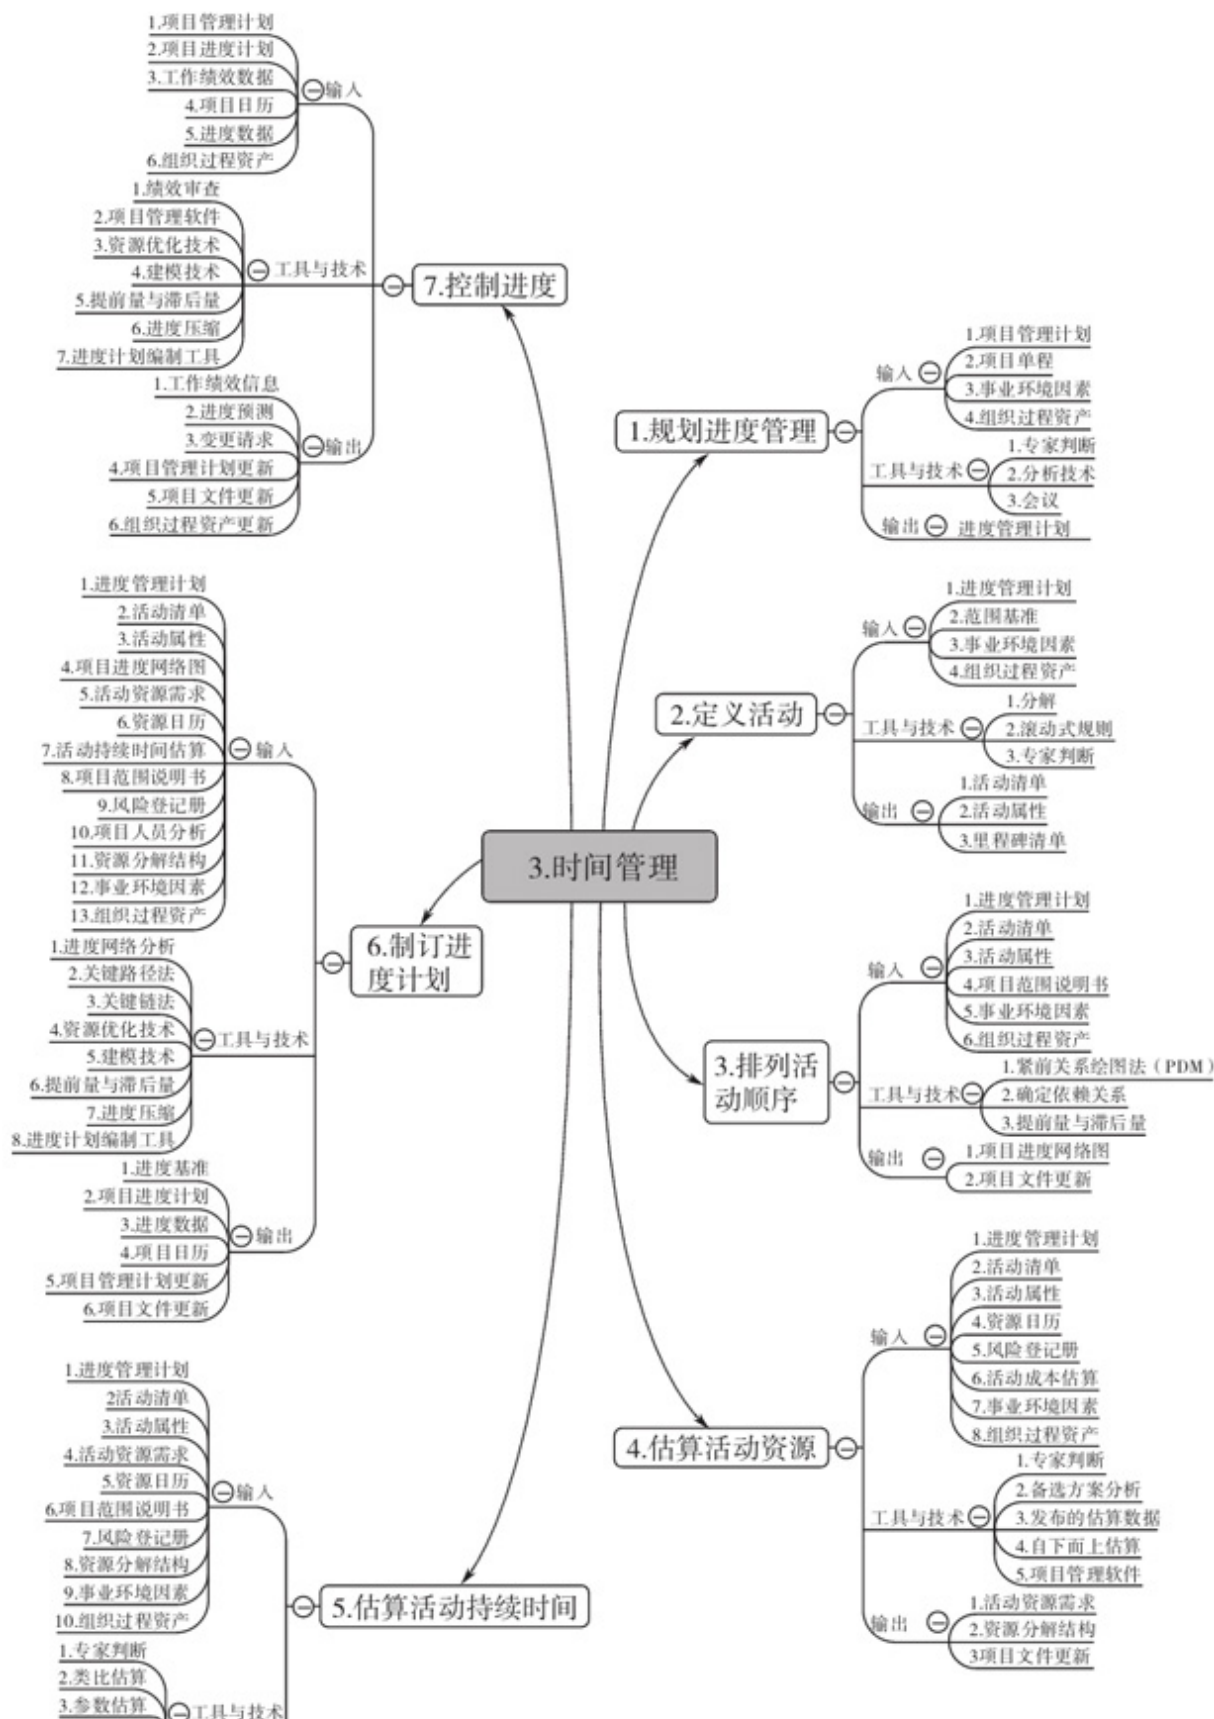 3.时间管理
1.规划进度管理
输入
1.项目管理计划
2.项目单程
3.事业环境因素
4.组织过程资产
工具与技术
1.专家判断
2.分析技术
3.会议
输出
进度管理计划
2.定义活动
输入
1.进度管理计划
2.范围基准
3.事业环境因素
4.组织过程资产
工具与技术
1.分解
2.滚动式规则
3.专家判断
输出
1.活动清单
2.活动属性
3.里程碑清单
3.排列活
动顺序
输入
1.进度管理计划
2.活动清单
3.活动属性
4.项目范围说明书
5.事业环境因素
6.组织过程资产
工具与技术
1.紧前关系绘图法（PDM）
2.确定依赖关系
3.提前量与滞后量
输出
1.项目进度网络图
2.项目文件更新
4.估算活动资源
输入
1.进度管理计划
2.活动清单
3.活动属性
4.资源日历
5.风险登记册
6.活动成本估算
7.事业环境因素
8.组织过程资产
工具与技术
1.专家判断
2.备选方案分析
3.发布的估算数据
4.自下而上估算
5.项目管理软件
输出
1.活动资源需求
2.资源分解结构
3项目文件更新
5.估算活动持续时间
输入
1.进度管理计划
2活动清单
3.活动属性
4.活动资源需求
5.资源日历
6.项目范围说明书
7.风险登记册
8.资源分解结构
9.事业环境因素
10.组织过程资产
工具与技术
1.专家判断
2.类比估算
3.参数估算
6.制订进
度计划
输入
1.进度管理计划
2.活动清单
3.活动属性
4.项目进度网络图
5.活动资源需求
6.资源日历
7.活动持续时间估算
8.项目范围说明书
9.风险登记册
10.项目人员分析
11.资源分解结构
12.事业环境因素
13.组织过程资产
工具与技术
1.进度网络分析
2.关键路径法
3.关键链法
4.资源优化技术
5.建模技术
6.提前量与滞后量
7.进度压缩
8.进度计划编制工具
输出
1.进度基准
2.项目进度计划
3.进度数据
4.项目日历
5.项目管理计划更新
6.项目文件更新
7.控制进度
输入
1.项目管理计划
2.项目进度计划
3.工作绩效数据
4.项目日历
5.进度数据
6.组织过程资产
工具与技术
1.绩效审查
2.项目管理软件
3.资源优化技术
4.建模技术
5.提前量与滞后量
6.进度压缩
7.进度计划编制工具
输出
1.工作绩效信息
2.进度预测
3.变更请求
4.项目管理计划更新
5.项目文件更新
6.组织过程资产更新